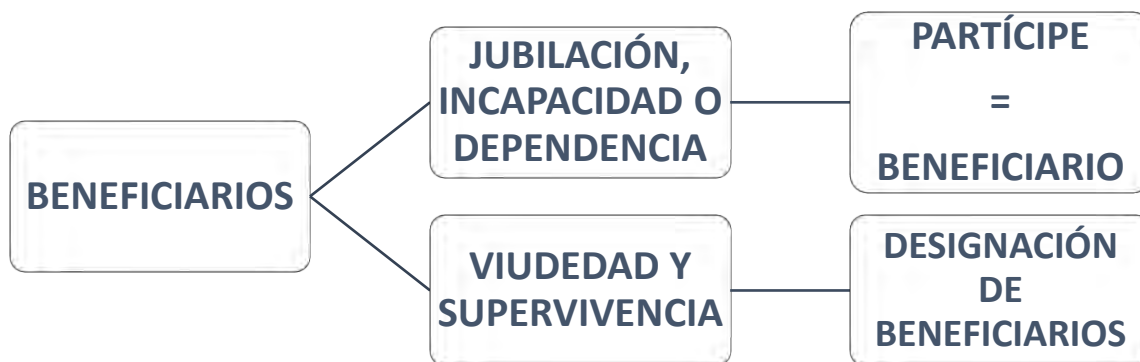 BENEFICIARIOS
JUBILACIÓN,
INCAPACIDAD O
DEPENDENCIA
PARTÍCIPE
=
BENEFICIARIO
VIUDEDAD Y
SUPERVIVENCIA
DESIGNACIÓN
DE
BENEFICIARIOS